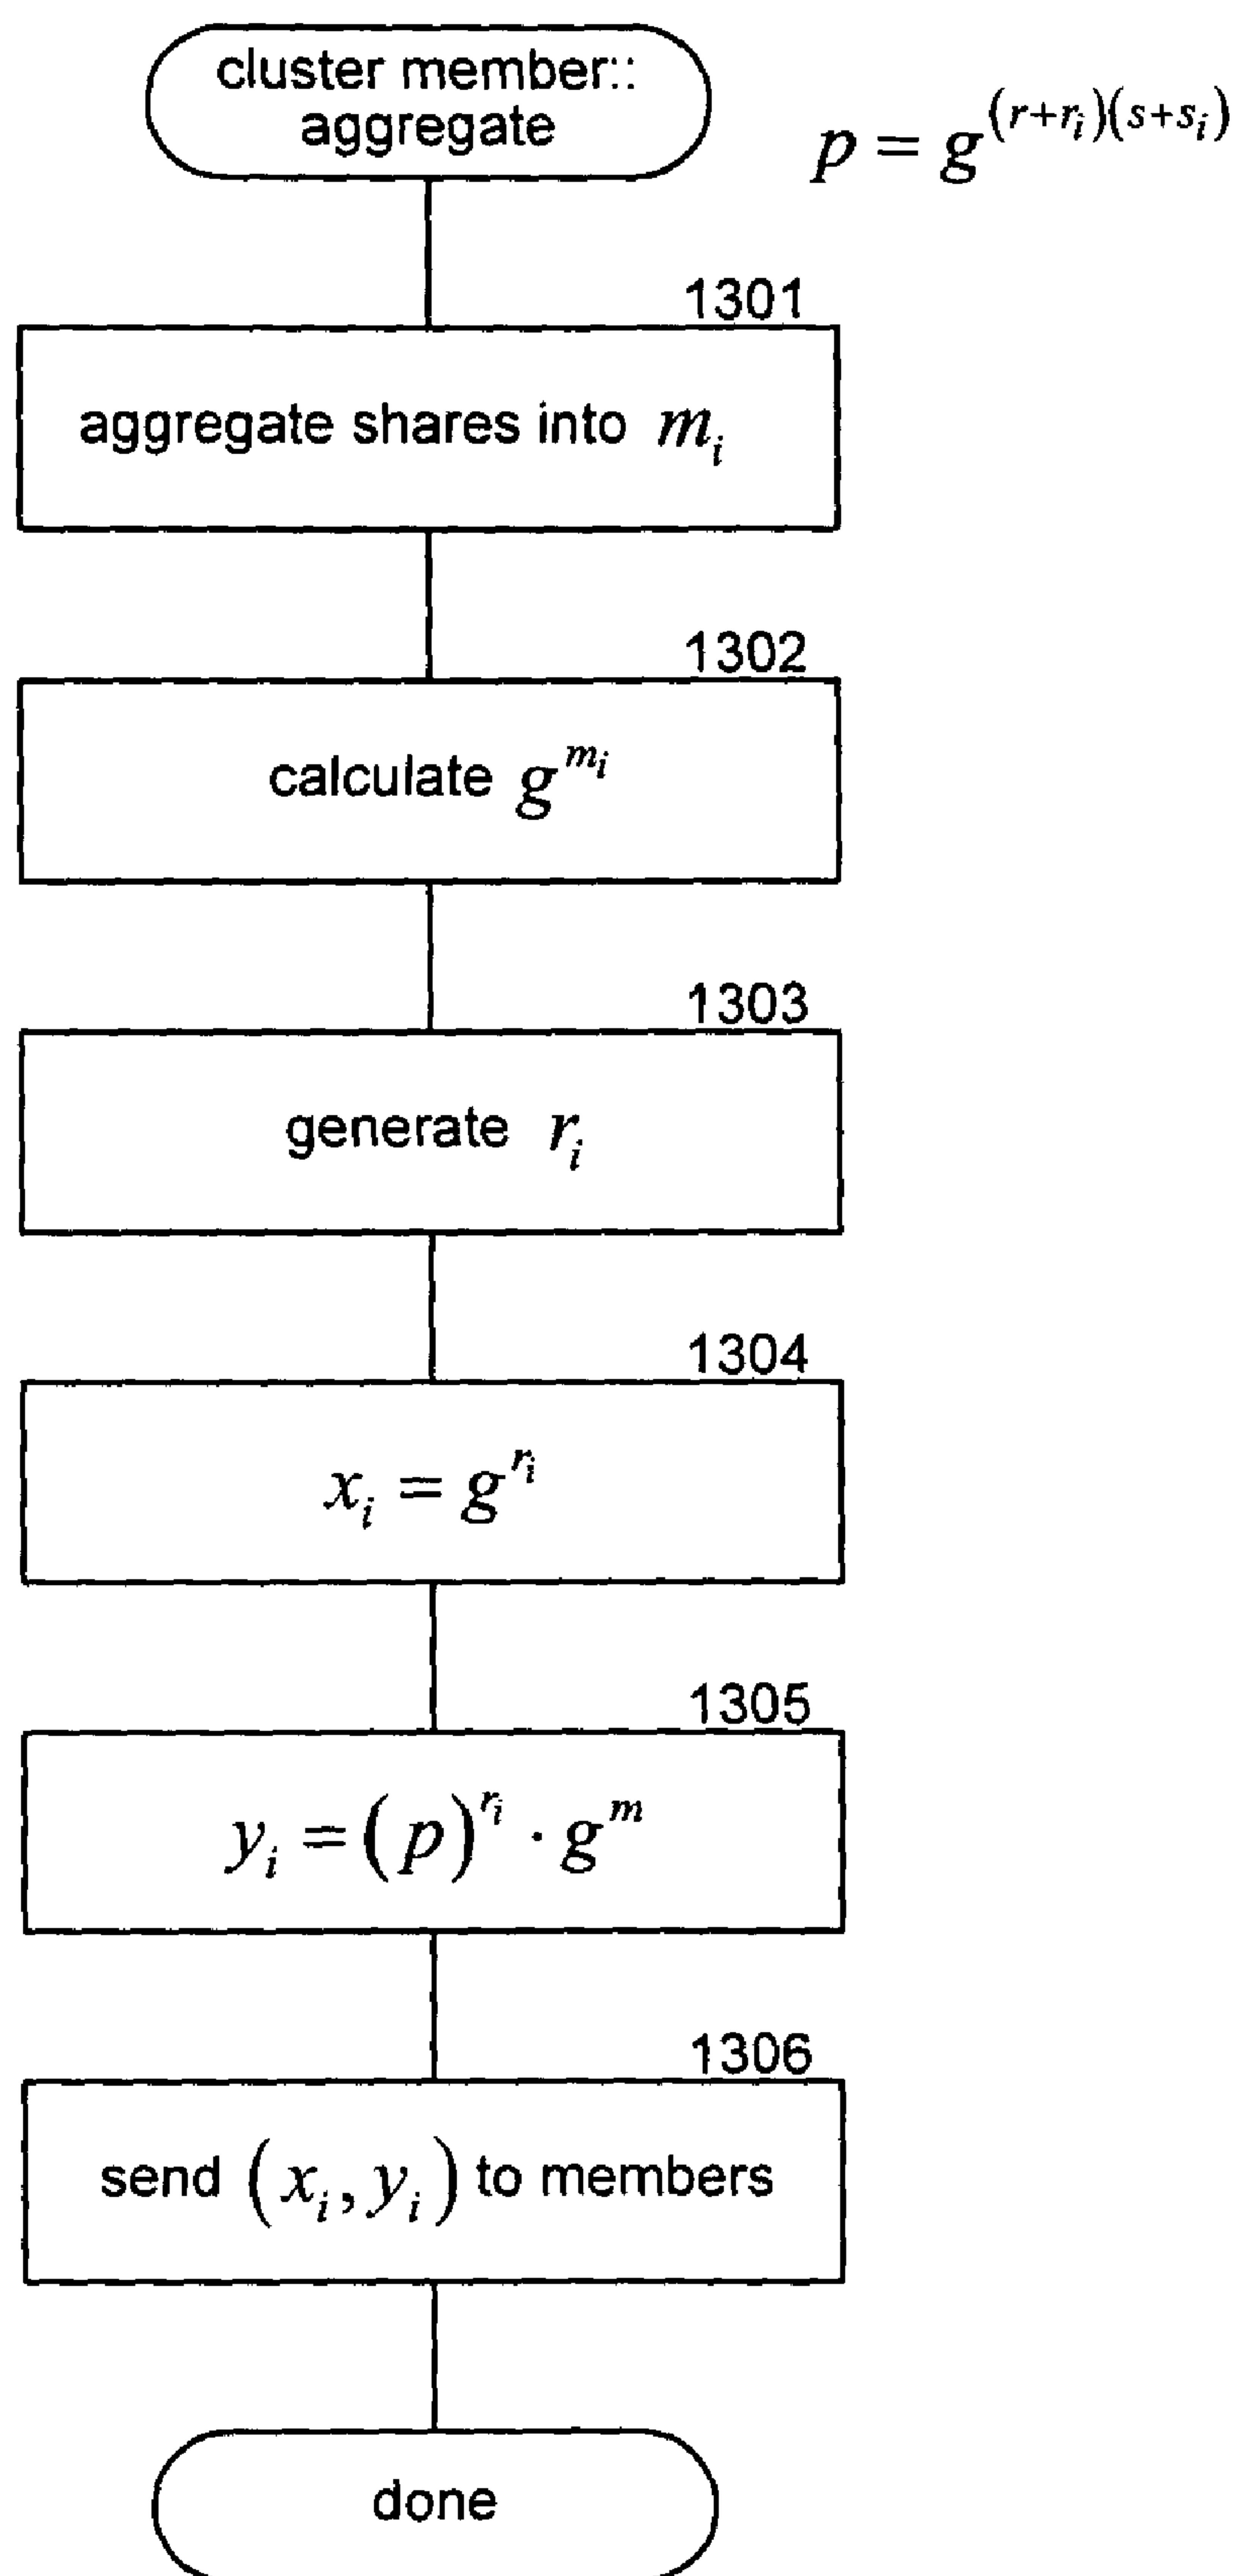 cluster member::
aggregate
p = g^{(r+r_i)(s+s_i)}
1301
aggregate shares into m_i
1302
calculate g^{m_i}
1303
generate r_i
1304
x_i = g^{r_i}
1305
y_i = (p)^{r_i} · g^m
1306
send (x_i, y_i) to members
done